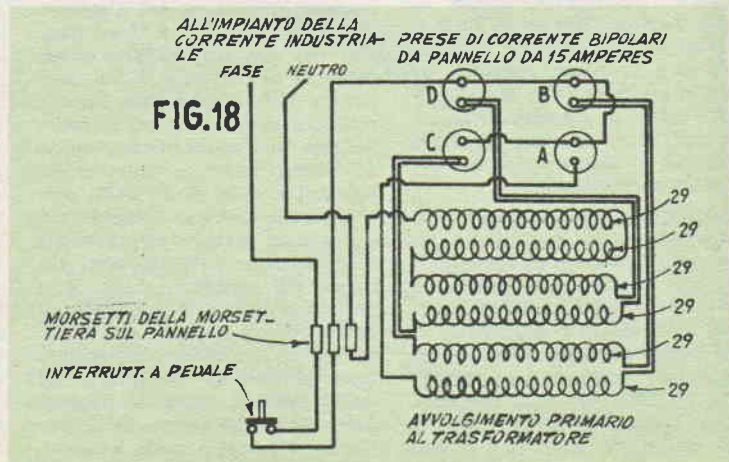 ALL'IMPIANTO DELLA
CORRENTE INDUSTRIA-
LE
PRESE DI CORRENTE BIPOLARI
DA PANNELLO DA 15 AMPERES
FASE
NEUTRO
FIG.18
D
B
C
A
29
29
29
29
29
29
MORSETTI DELLA MORSET-
TIERA SUL PANNELLO
INTERRUTT. A PEDALE
AVVOLGIMENTO PRIMARIO
AL TRASFORMATORE